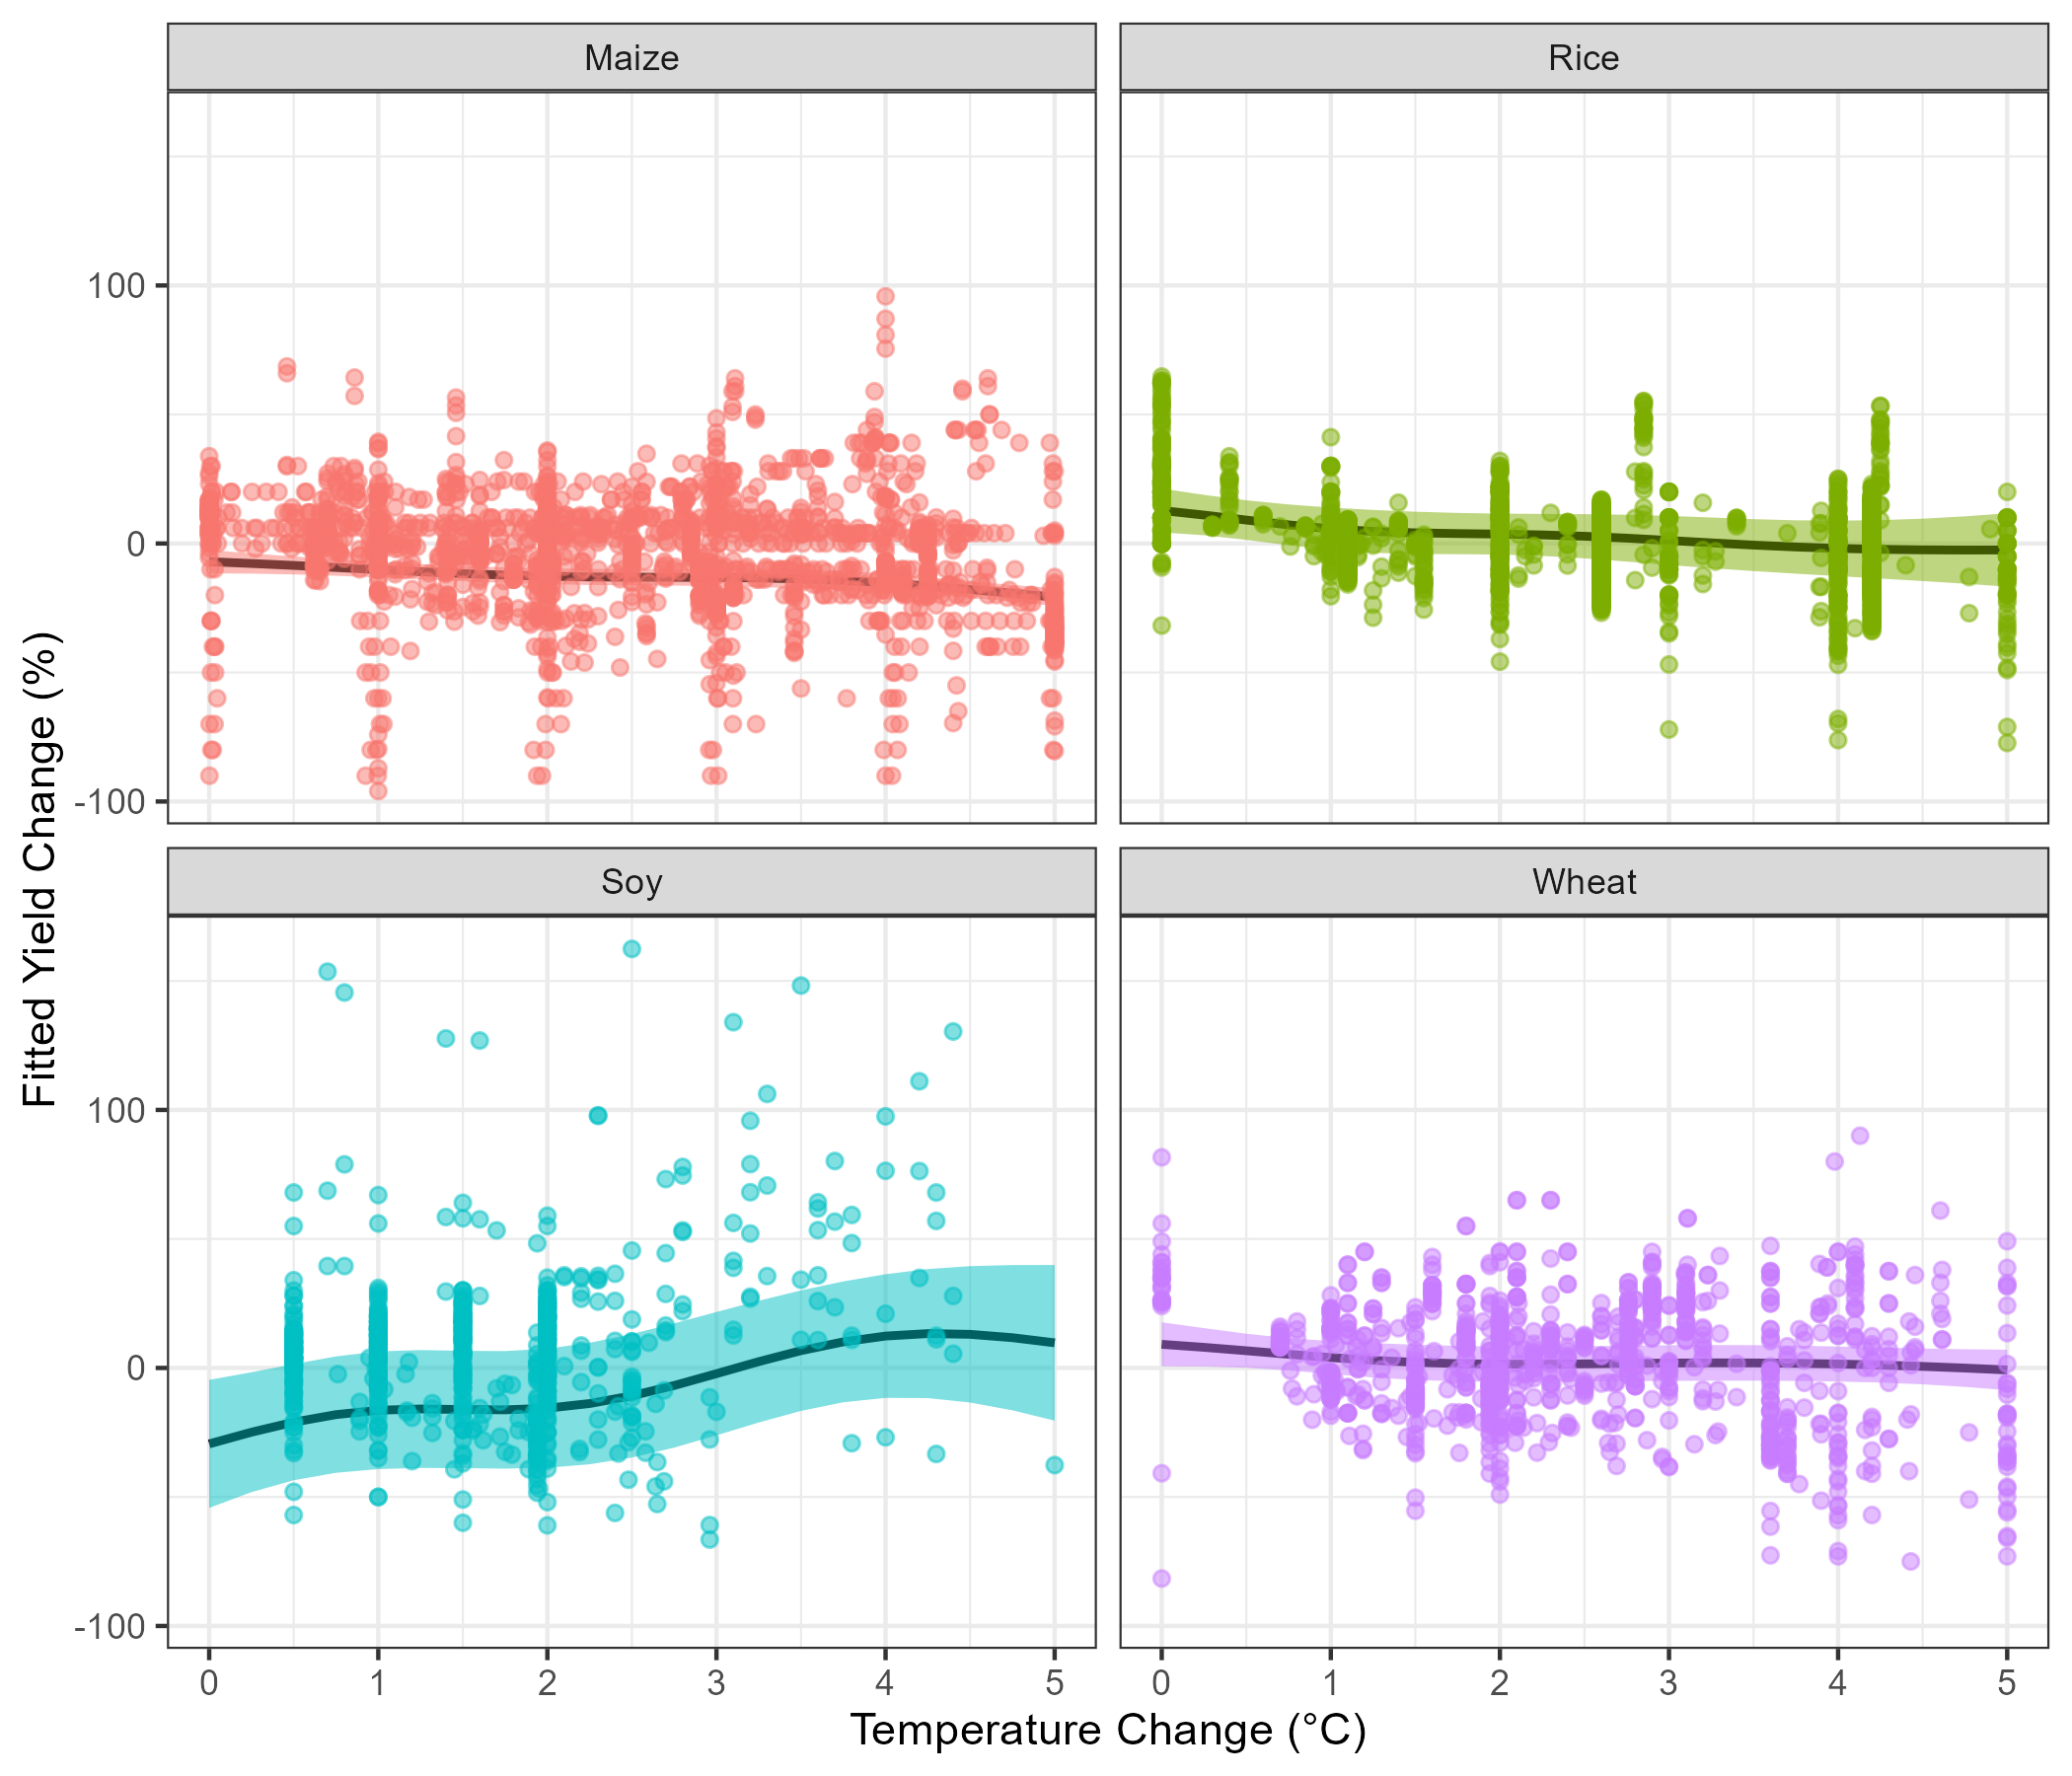 Maize
Rice
100
0
-100
Soy
Wheat
100
0
-100
0 1 2 3 4 5
0 1 2 3 4 5
Temperature Change (°C)
Fitted Yield Change (%)